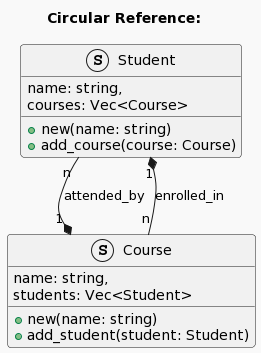 Circular Reference:
S Student
name: string,
courses: Vec<Course>
new(name: string)
add_course(course: Course)
n 1
attended_by enrolled_in
1 n
S Course
name: string,
students: Vec<Student>
new(name: string)
add_student(student: Student)